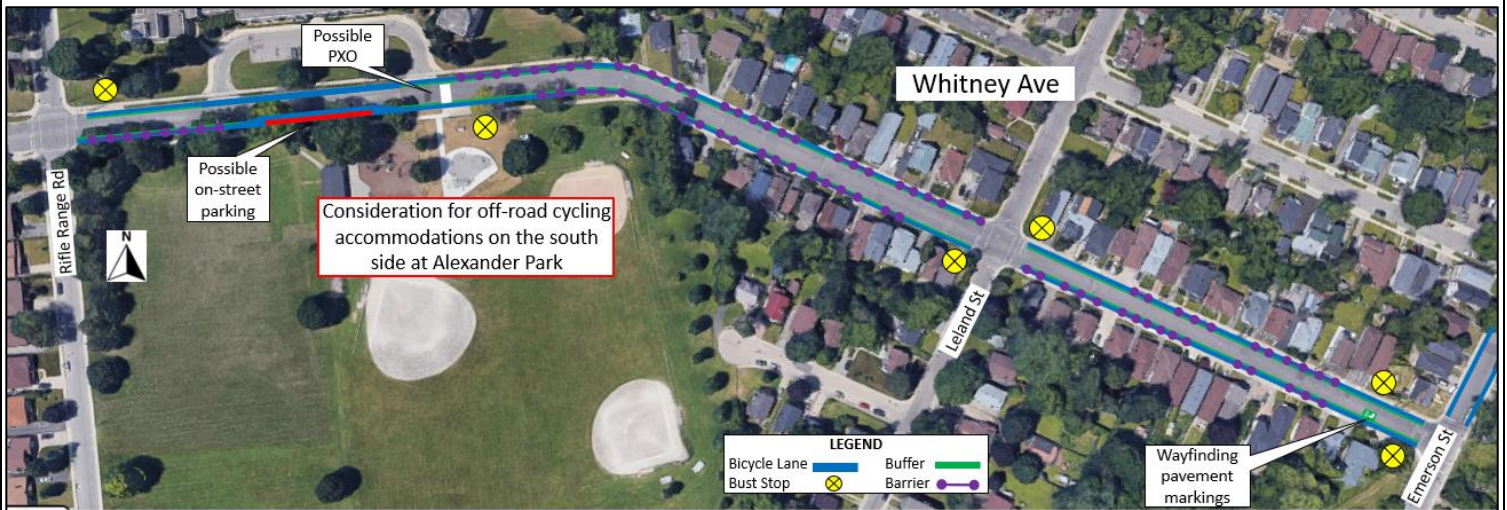 Possible
PXO
Whitney Ave
Possible
on-street
parking
Rifle Range Rd
N
Consideration for off-road cycling
accommodations on the south
side at Alexander Park
Leland St
LEGEND
Bicycle Lane
Buffer
Bust Stop
Barrier
Wayfinding
pavement
markings
Emerson St